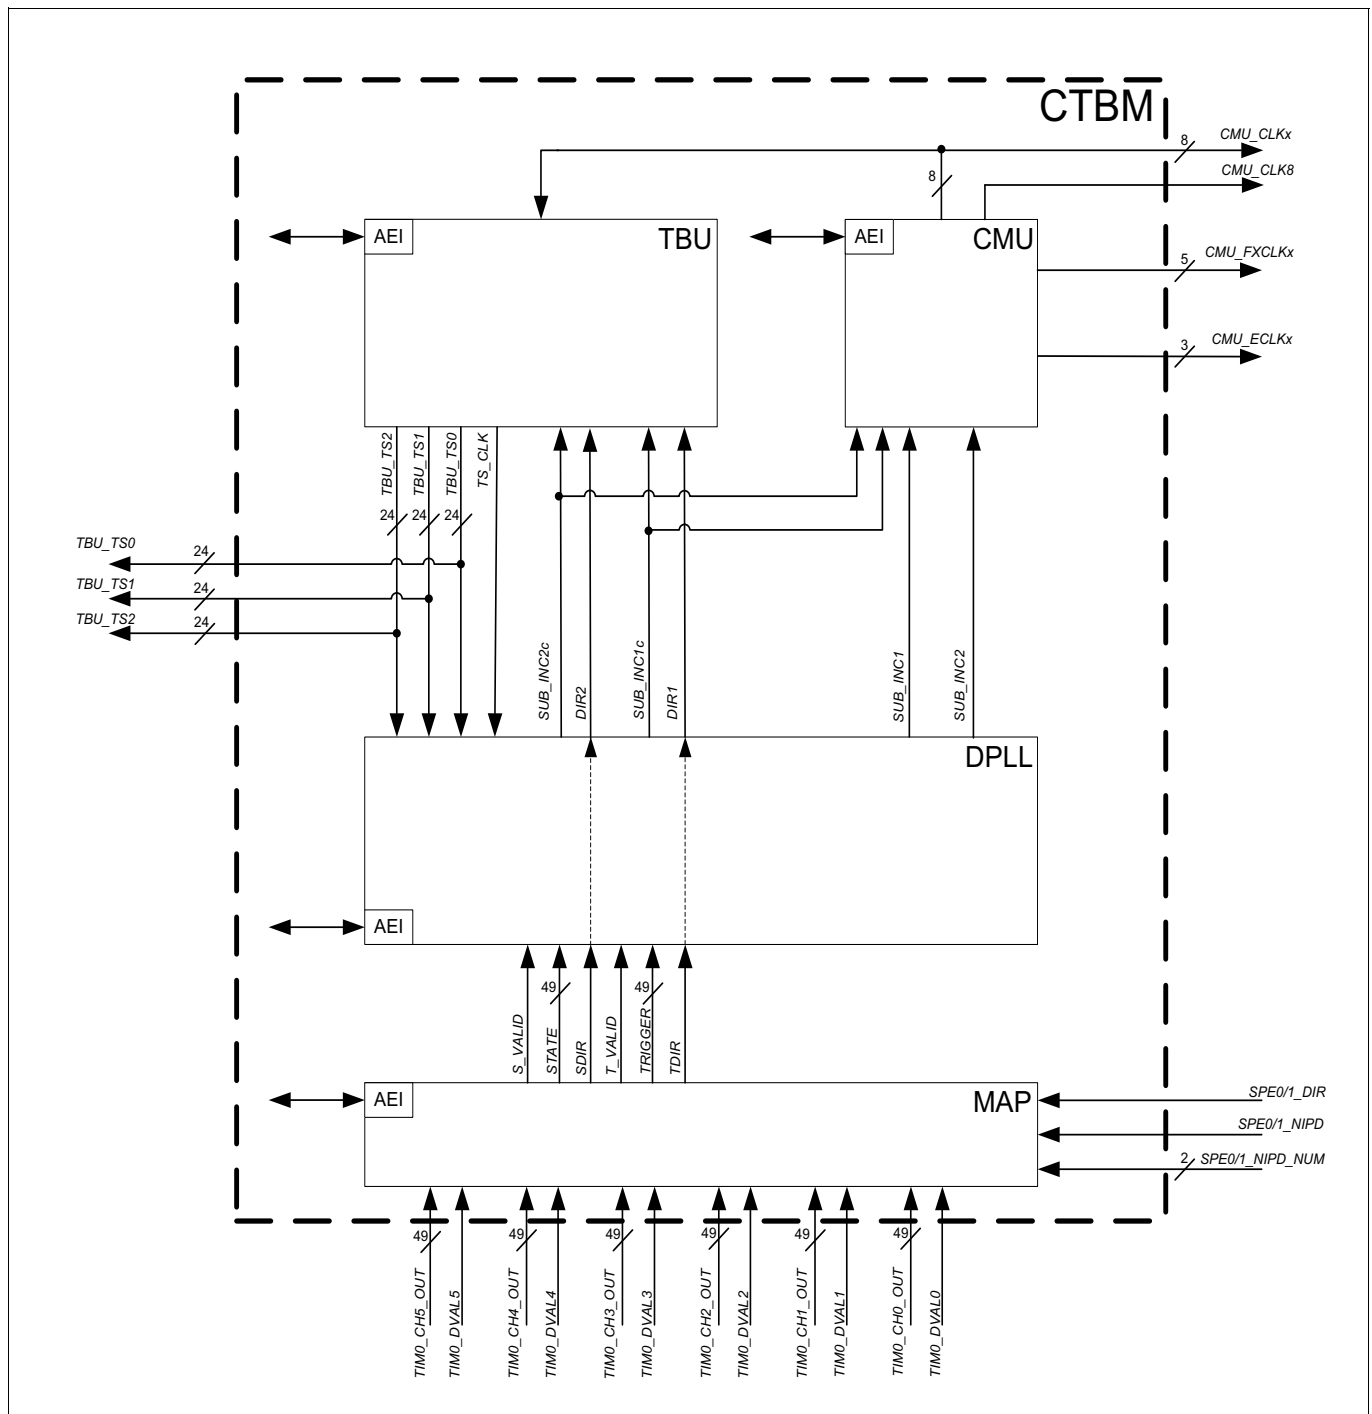 CTBM
8
CMU_CLKx
8
CMU_CLK8
AEI
TBU
AEI
CMU
5
CMU_FXCLKx
3
CMU_ECLKx
TBU_TS2
TBU_TS1
TBU_TS0
TS_CLK
24
24
24
TBU_TS0
24
TBU_TS1
24
TBU_TS2
24
SUB_INC2c
DIR2
SUB_INC1c
DIR1
SUB_INC1
SUB_INC2
DPLL
AEI
49
49
S_VALID
STATE
SDIR
T_VALID
TRIGGER
TDIR
AEI
MAP
SPE0/1_DIR
SPE0/1_NIPD
2
SPE0/1_NIPD_NUM
49
49
49
49
49
49
TIM0_CH5_OUT
TIM0_DVAL5
TIM0_CH4_OUT
TIM0_DVAL4
TIM0_CH3_OUT
TIM0_DVAL3
TIM0_CH2_OUT
TIM0_DVAL2
TIM0_CH1_OUT
TIM0_DVAL1
TIM0_CH0_OUT
TIM0_DVAL0